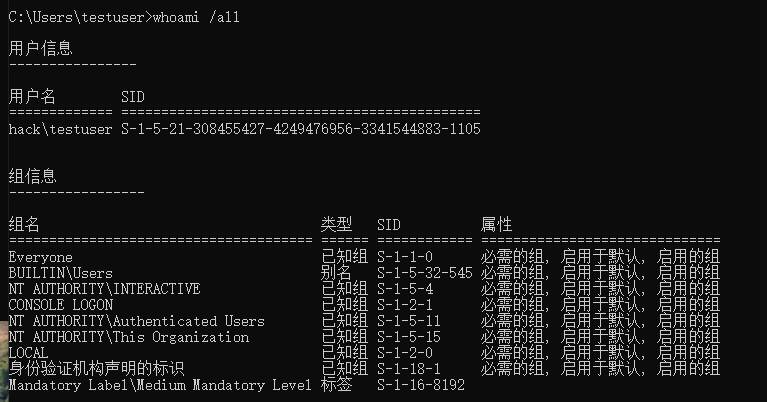 C:\Users\testuser>whoami /all
用户信息
----------------
用户名 SID
============= =============================================
hack\testuser S-1-5-21-308455427-4249476956-3341544883-1105
组信息
-----------------
组名 类型 SID 属性
====================================== ====== ============ ==============================
Everyone 已知组 S-1-1-0 必需的组, 启用于默认, 启用的组
BUILTIN\Users 别名 S-1-5-32-545 必需的组, 启用于默认, 启用的组
NT AUTHORITY\INTERACTIVE 已知组 S-1-5-4 必需的组, 启用于默认, 启用的组
CONSOLE LOGON 已知组 S-1-2-1 必需的组, 启用于默认, 启用的组
NT AUTHORITY\Authenticated Users 已知组 S-1-5-11 必需的组, 启用于默认, 启用的组
NT AUTHORITY\This Organization 已知组 S-1-5-15 必需的组, 启用于默认, 启用的组
LOCAL 已知组 S-1-2-0 必需的组, 启用于默认, 启用的组
身份验证机构声明的标识 已知组 S-1-18-1 必需的组, 启用于默认, 启用的组
Mandatory Label\Medium Mandatory Level 标签 S-1-16-8192